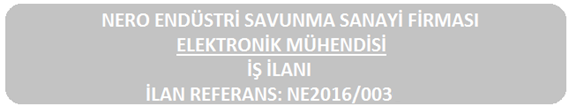 NERO ENDÜSTRİ SAVUNMA SANAYİ FİRMASI
ELEKTRONİK MÜHENDİSİ
İŞ İLANI
İLAN REFERANS: NE2016/003